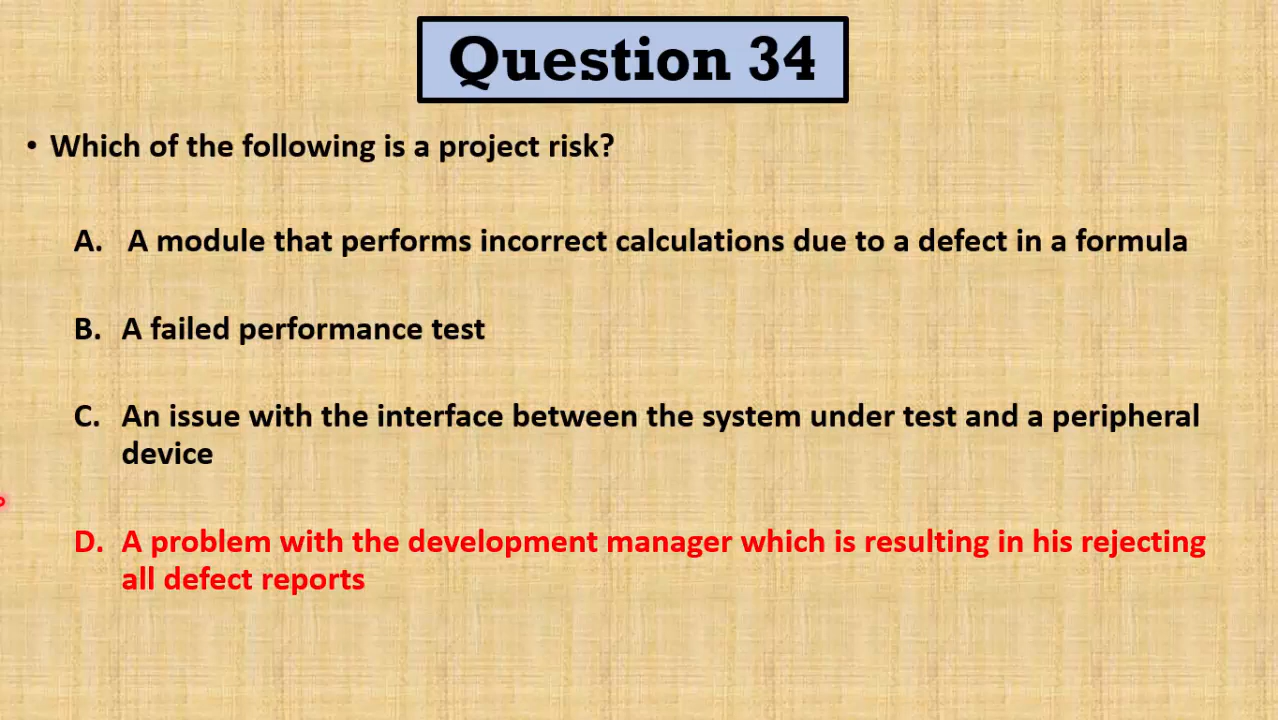 Question 34
• Which of the following is a project risk?
A. A module that performs incorrect calculations due to a defect in a formula
B. A failed performance test
C. An issue with the interface between the system under test and a peripheral
device
D. A problem with the development manager which is resulting in his rejecting
all defect reports